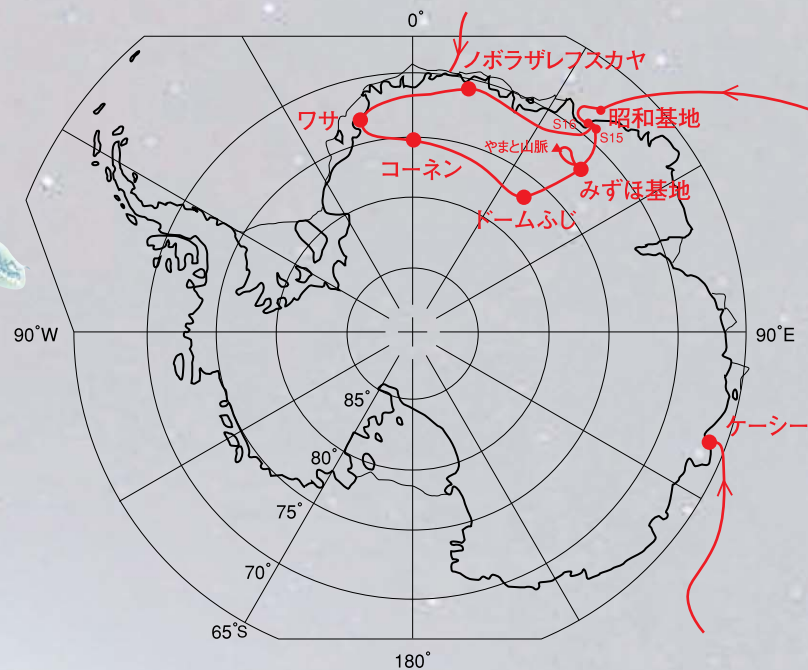 0°
ノボラザレフスカヤ
ワサ
S16
昭和基地
S15
やまと山脈
コーネン
みずほ基地
ドームふじ
90°W
90°E
85°
ケーシー
80°
75°
70°
65°S
180°